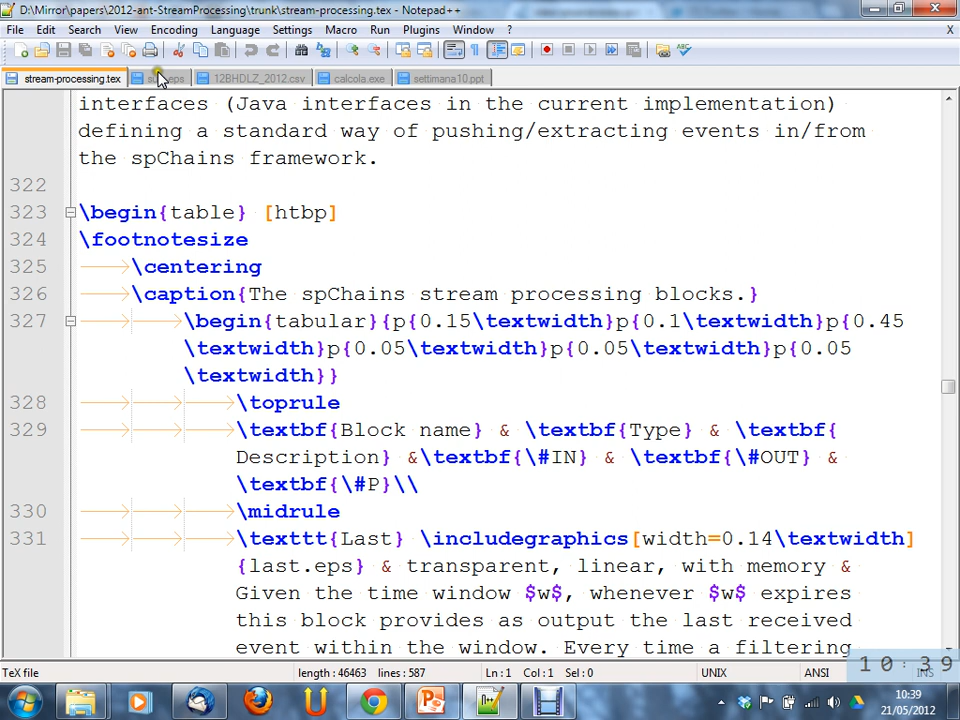 D:\Mirror\papers\2012-ant-StreamProcessing\trunk\stream-processing.tex - Notepad++
File Edit Search View Encoding Language Settings Macro Run Plugins Window ? X
stream-processing.tex .eps 12BHDLZ_2012.csv calcola.exe settimana10.ppt
interfaces (Java interfaces in the current implementation)
defining a standard way of pushing/extracting events in/from
the spChains framework.
322
323 \begin{table} [htbp]
324 \footnotesize
325 \centering
326 \caption{The spChains stream processing blocks.}
327 \begin{tabular}{p{0.15\textwidth}p{0.1\textwidth}p{0.45
\textwidth}p{0.05\textwidth}p{0.05\textwidth}p{0.05
\textwidth}}
328 \toprule
329 \textbf{Block name} & \textbf{Type} & \textbf{
Description} &\textbf{\#IN} & \textbf{\#OUT} &
\textbf{\#P}\\
330 \midrule
331 \texttt{Last} \includegraphics[width=0.14\textwidth]
{last.eps} & transparent, linear, with memory &
Given the time window $w$, whenever $w$ expires
this block provides as output the last received
event within the window. Every time a filtering
TeX file length : 46463 lines : 587 Ln : 1 Col : 1 Sel : 0 UNIX ANSI INS
10:39
10:39
21/05/2012